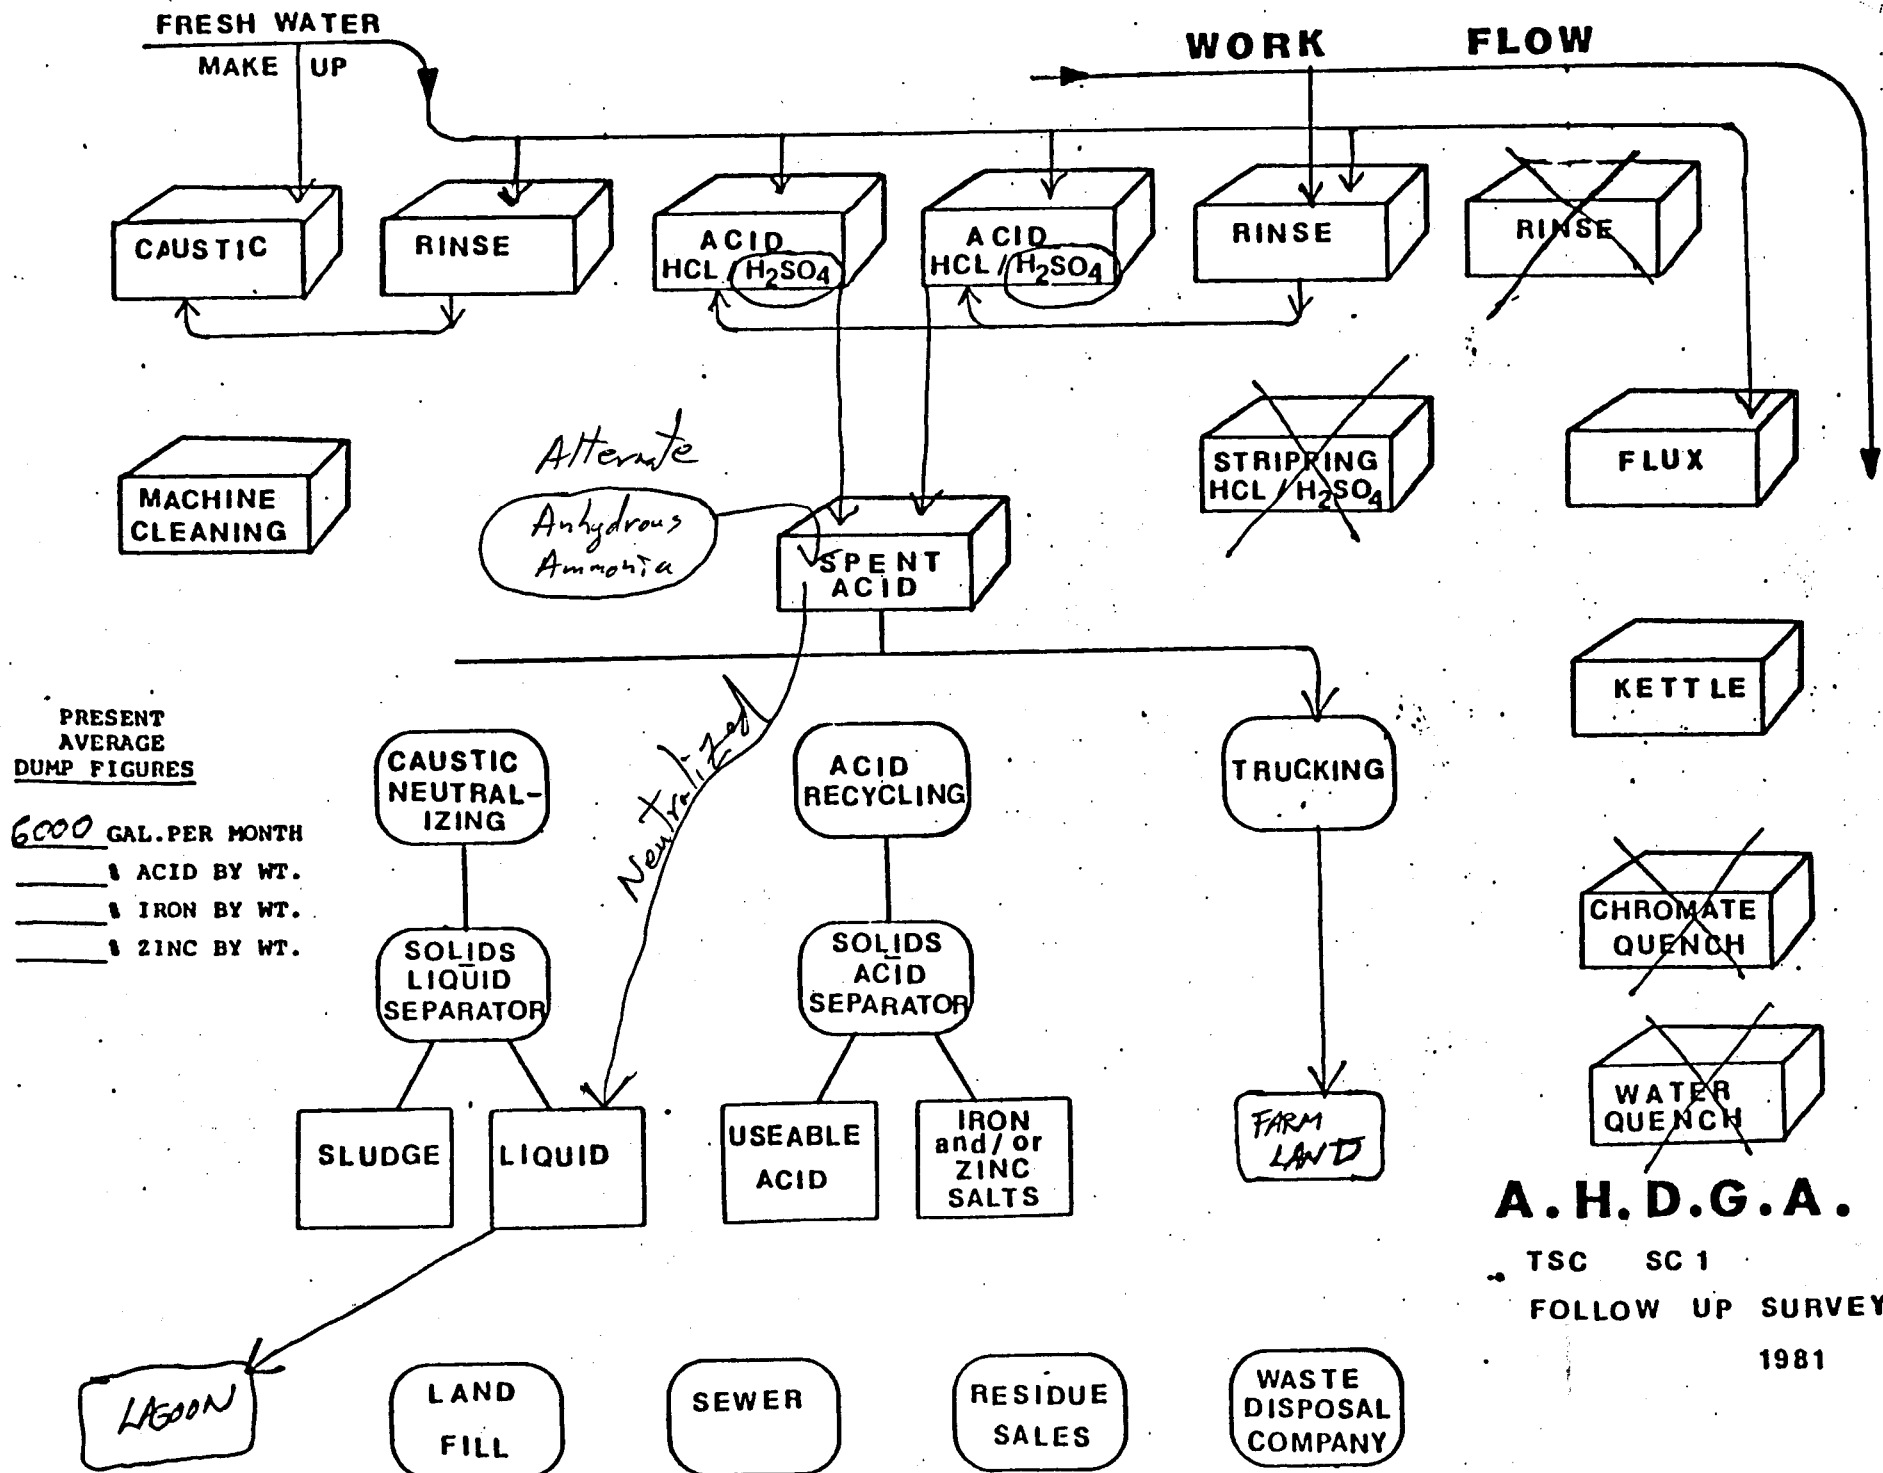 FRESH WATER
MAKE UP
WORK FLOW
CAUSTIC
RINSE
ACID
HCL / H2SO4
ACID
HCL / H2SO4
RINSE
RINSE
MACHINE
CLEANING
Alternate
Anhydrous
Ammonia
SPENT
ACID
STRIPPING
HCL / H2SO4
FLUX
KETTLE
PRESENT
AVERAGE
DUMP FIGURES
6000 GAL.PER MONTH
% ACID BY WT.
% IRON BY WT.
% ZINC BY WT.
CAUSTIC
NEUTRAL-
IZING
Neutralized
ACID
RECYCLING
TRUCKING
CHROMATE
QUENCH
SOLIDS
LIQUID
SEPARATOR
SOLIDS
ACID
SEPARATOR
WATER
QUENCH
SLUDGE
LIQUID
USEABLE
ACID
IRON
and/or
ZINC
SALTS
FARM
LAND
A.H.D.G.A.
TSC SC 1
FOLLOW UP SURVEY
1981
LAGOON
LAND
FILL
SEWER
RESIDUE
SALES
WASTE
DISPOSAL
COMPANY